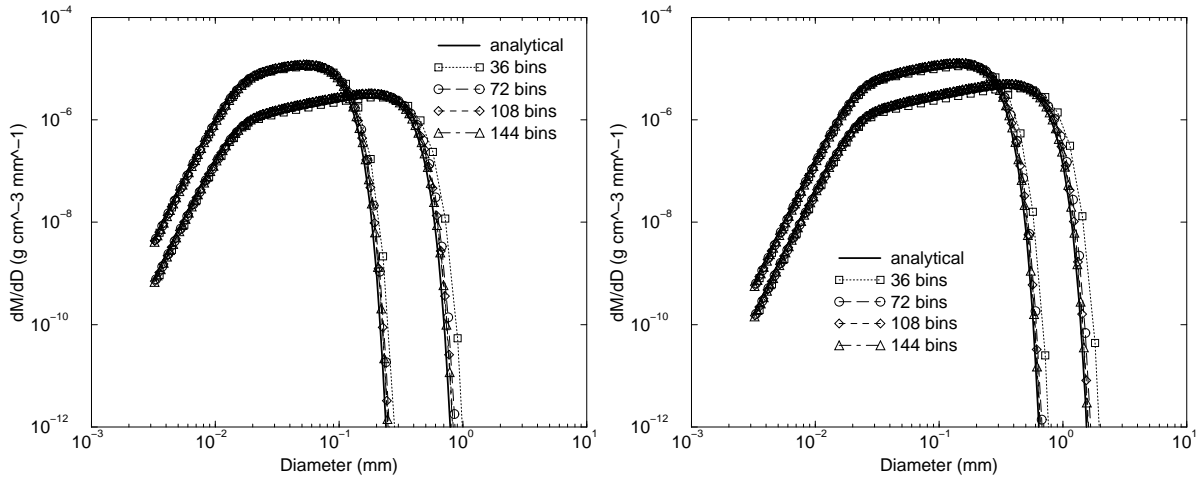 10^−4
10^−6
10^−8
10^−10
10^−12
dM/dD (g cm^−3 mm^−1)
10^−3
10^−2
10^−1
10^0
10^1
Diameter (mm)
analytical
36 bins
72 bins
108 bins
144 bins
10^−4
10^−6
10^−8
10^−10
10^−12
dM/dD (g cm^−3 mm^−1)
10^−3
10^−2
10^−1
10^0
10^1
Diameter (mm)
analytical
36 bins
72 bins
108 bins
144 bins